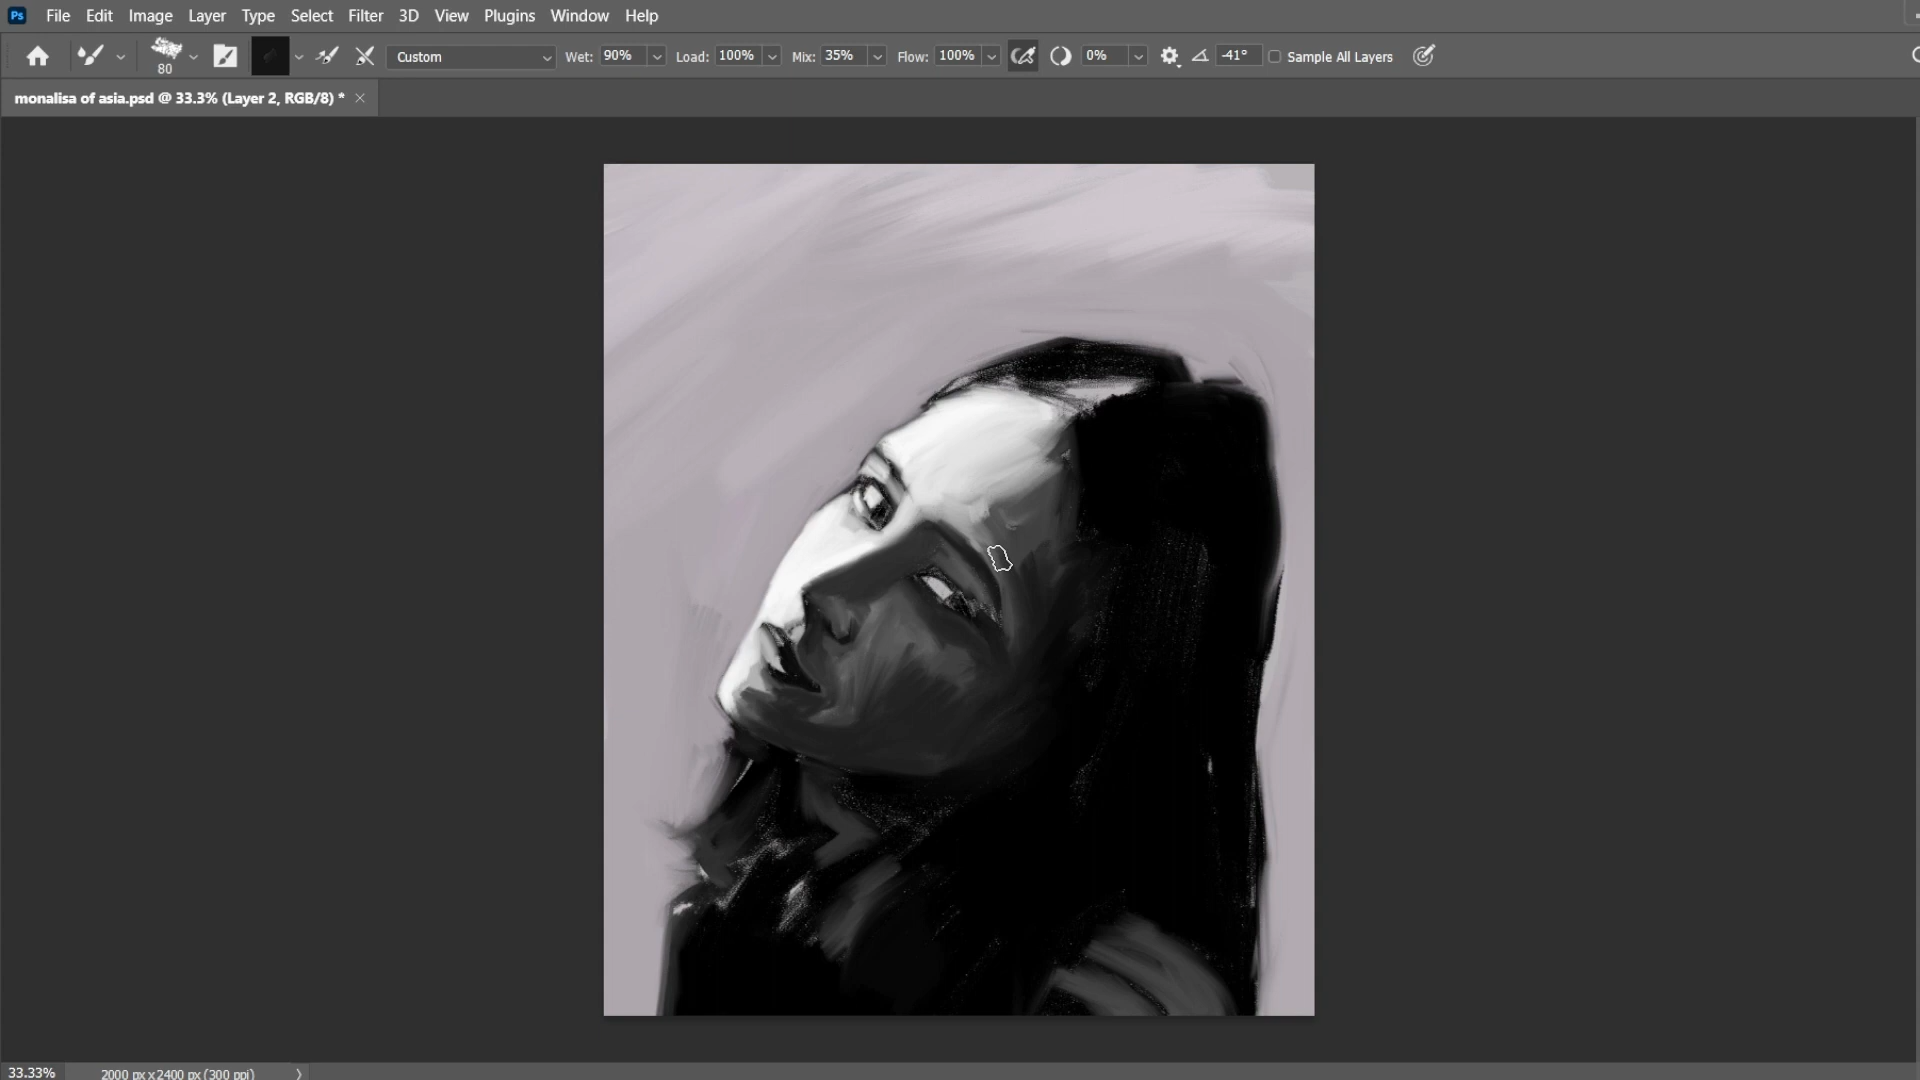 Ps File Edit Image Layer Type Select Filter 3D View Plugins Window Help
80 Custom Wet: 90% Load: 100% Mix: 35% Flow: 100% 0% -41° Sample All Layers
monalisa of asia.psd @ 33.3% (Layer 2, RGB/8) *
33.33% 2000 px x 2400 px (300 ppi)